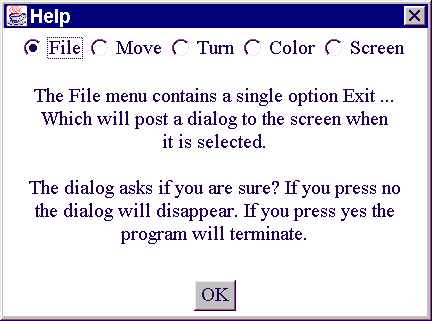 Help
File Move Turn Color Screen
The File menu contains a single option Exit ...
Which will post a dialog to the screen when
it is selected.
The dialog asks if you are sure? If you press no
the dialog will disappear. If you press yes the
program will terminate.
OK